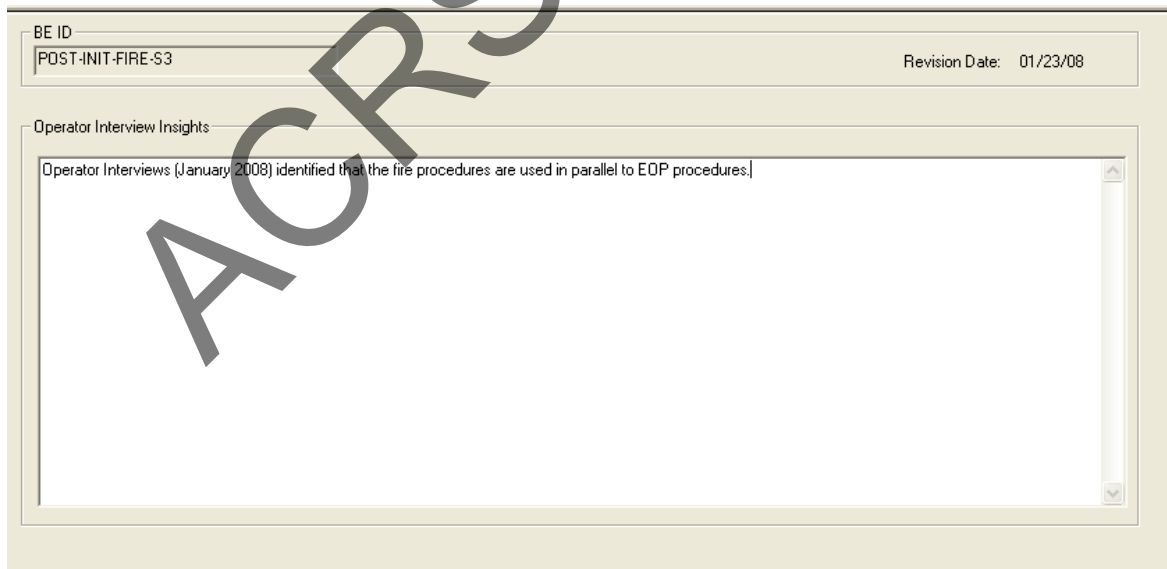 BE ID
POST-INIT-FIRE-S3
Revision Date: 01/23/08
Operator Interview Insights
Operator Interviews (January 2008) identified that the fire procedures are used in parallel to EOP procedures.
ACRS